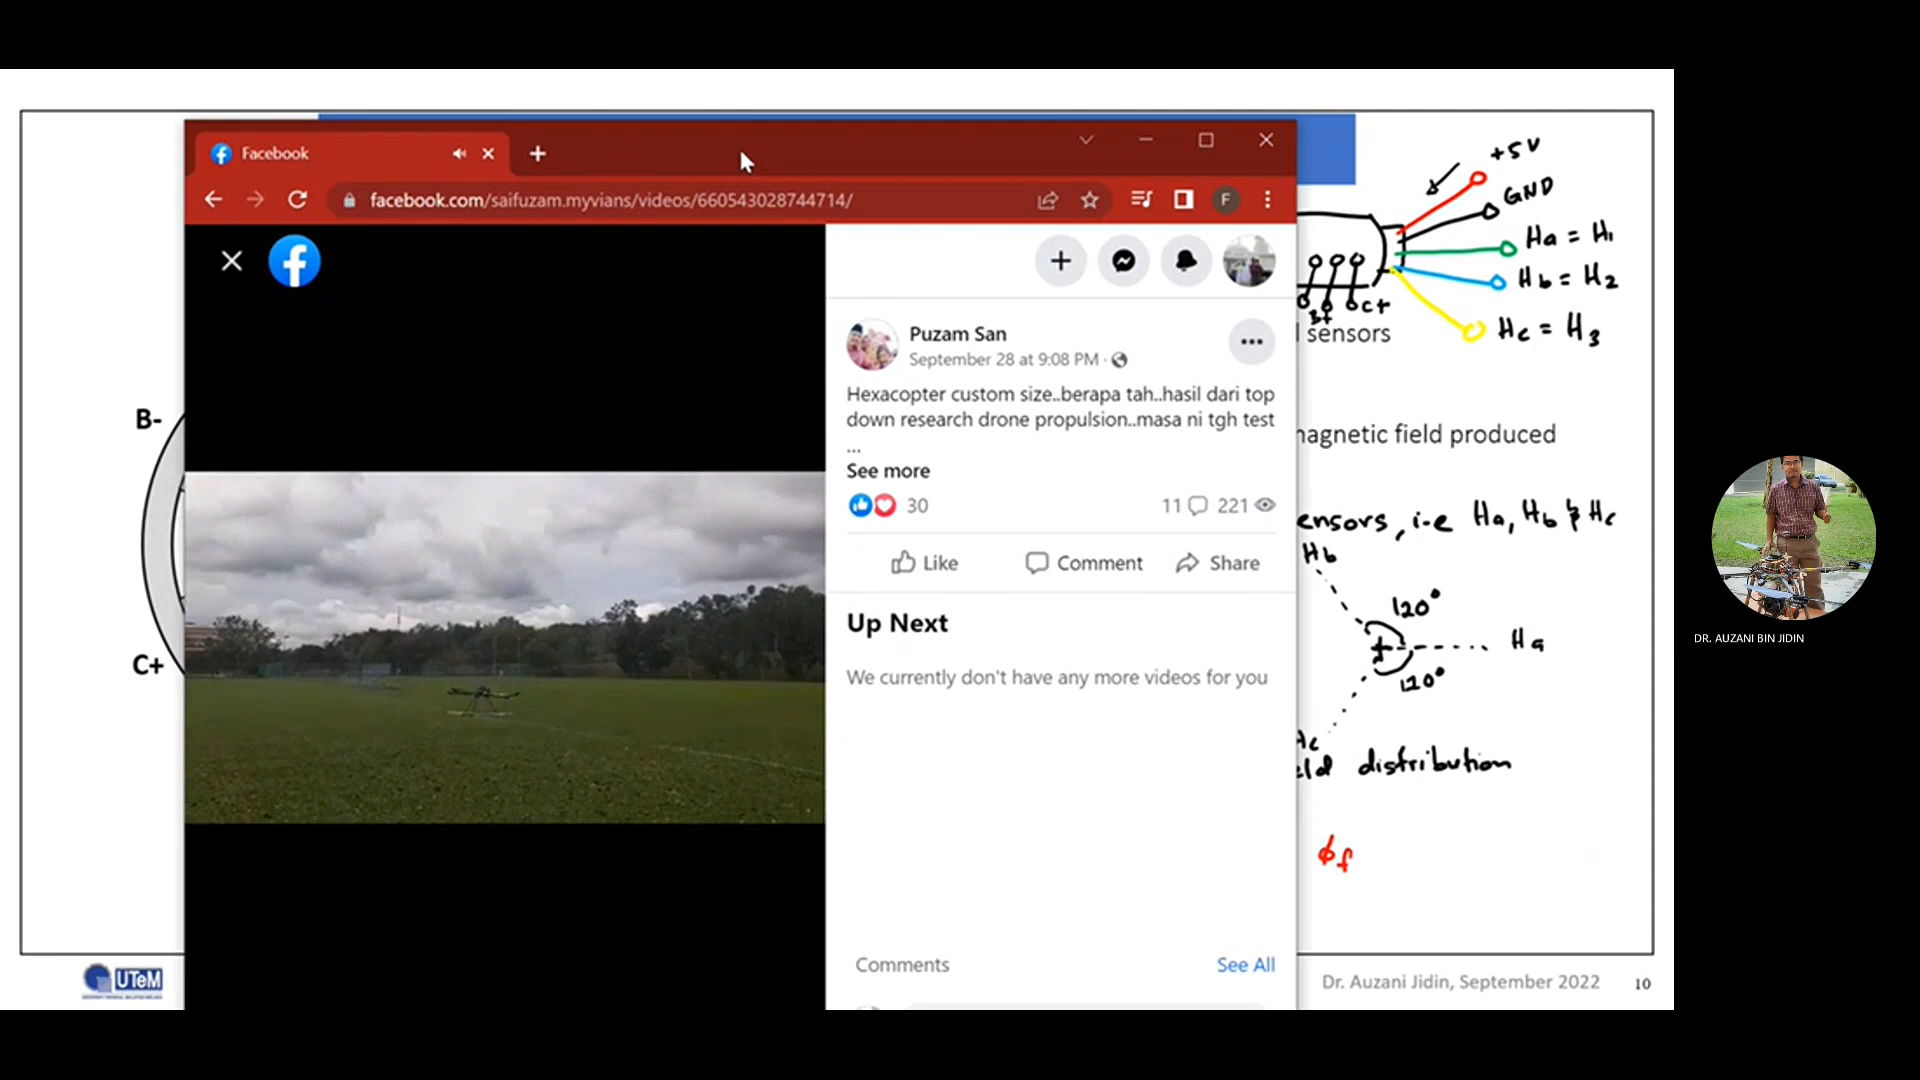 Facebook
facebook.com/saifuzam.myvians/videos/660543028744714/
F
Puzam San
September 28 at 9:08 PM ·
Hexacopter custom size..berapa tah..hasil dari top
down research drone propulsion..masa ni tgh test
...
See more
30
11
221
Like
Comment
Share
Up Next
We currently don't have any more videos for you
Comments
See All
B-
C+
+5V
GND
Ha = H1
Hb = H2
Hc = H3
B+
C+
sensors
agnetic field produced
ensors, i-e Ha, Hb & Hc
Hb
120°
Ha
120°
Hc
eld distribution
ϕf
UTeM
Dr. Auzani Jidin, September 2022
10
DR. AUZANI BIN JIDIN